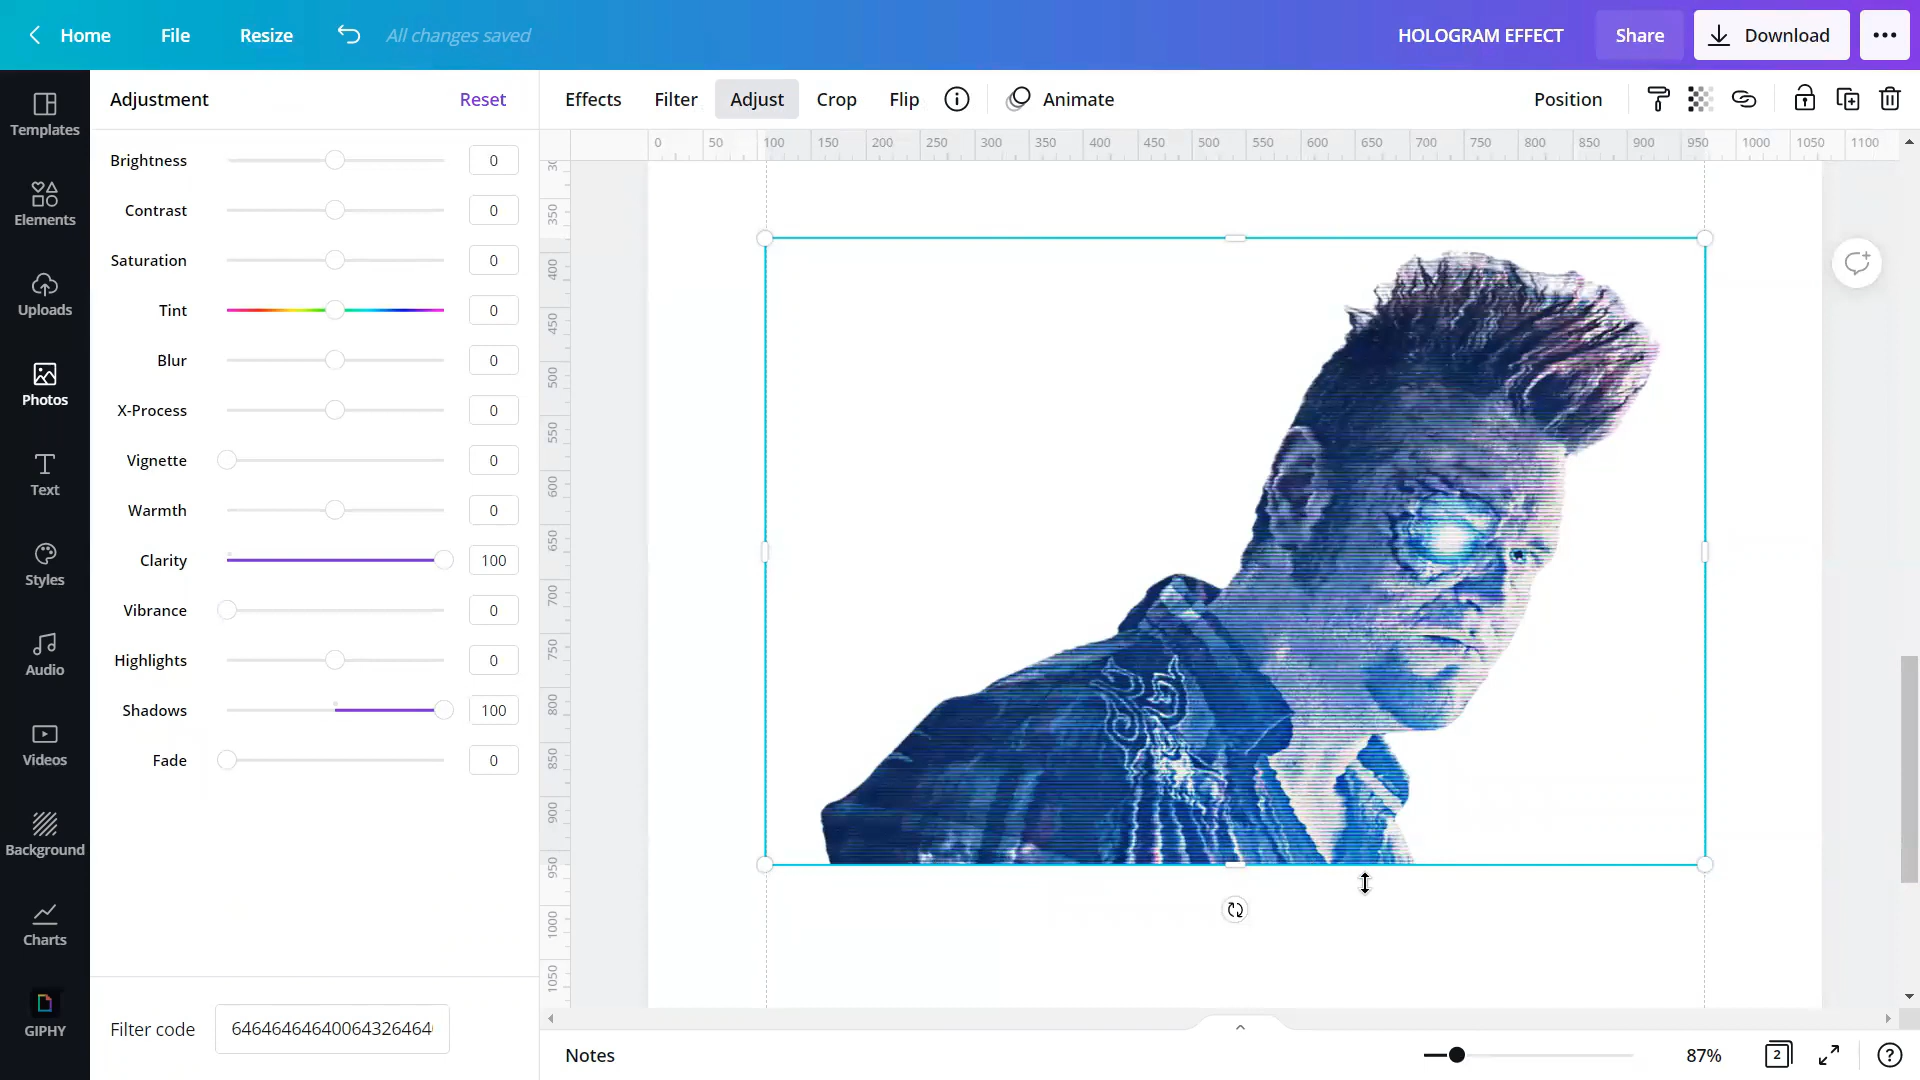 Home File Resize All changes saved HOLOGRAM EFFECT Share Download
Adjustment Reset
Effects Filter Adjust Crop Flip Animate Position
0 50 100 150 200 250 300 350 400 450 500 550 600 650 700 750 800 850 900 950 1000 1050 1100
350 400 450 500 550 600 650 700 750 800 850 900 950 1000 1050
Templates
Elements
Uploads
Photos
Text
Styles
Audio
Videos
Background
Charts
GIPHY
Brightness 0
Contrast 0
Saturation 0
Tint 0
Blur 0
X-Process 0
Vignette 0
Warmth 0
Clarity 100
Vibrance 0
Highlights 0
Shadows 100
Fade 0
Filter code
Notes 87% 2